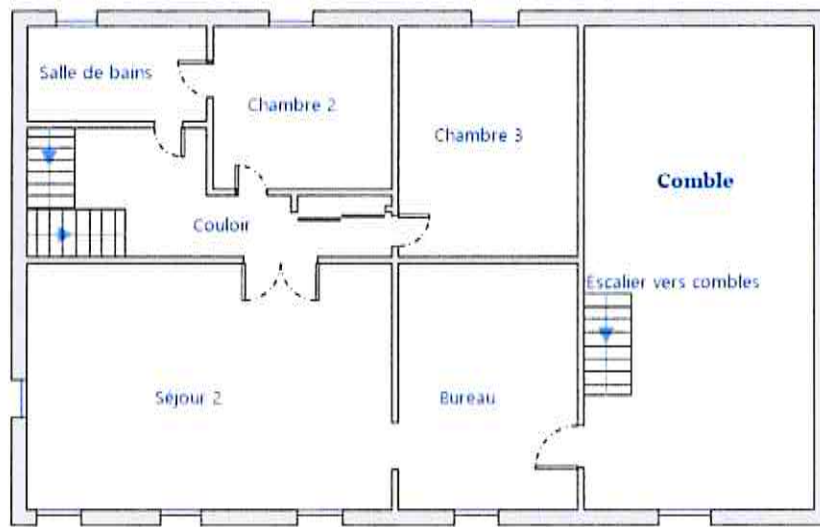 Salle de bains
Chambre 2
Chambre 3
Comble
Couloir
Escalier vers combles
Séjour 2
Bureau